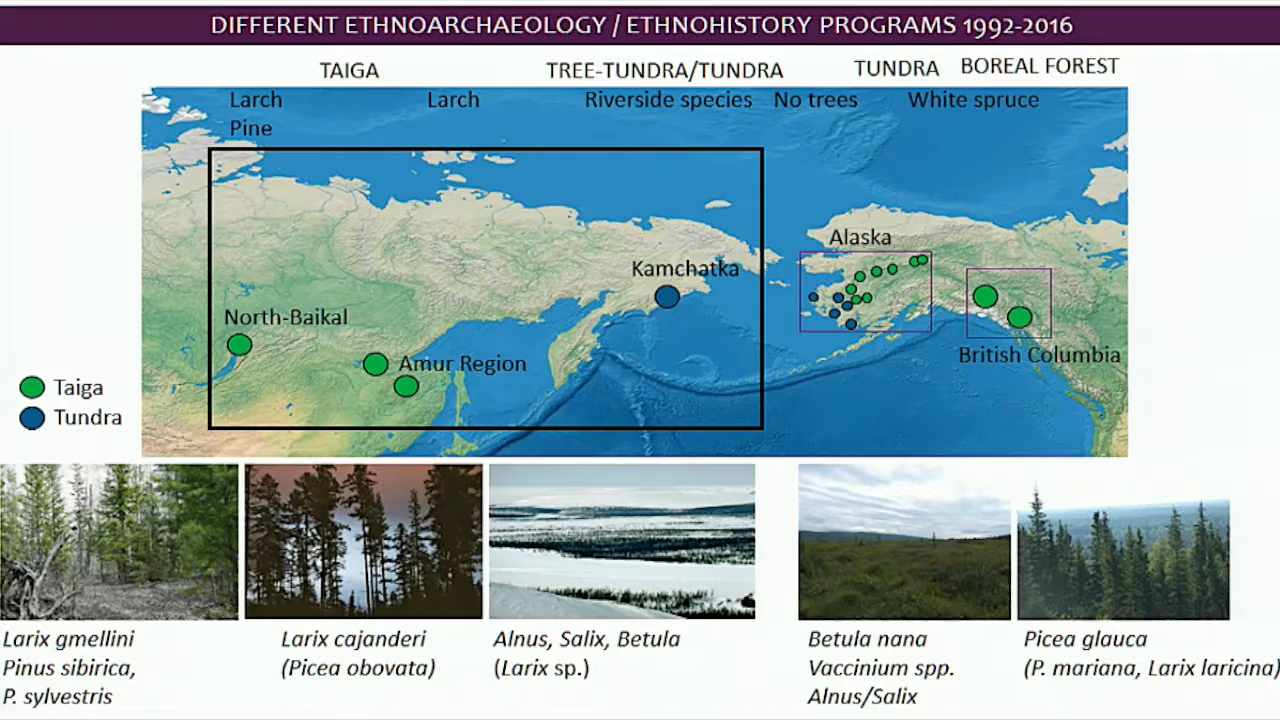 DIFFERENT ETHNOARCHAEOLOGY / ETHNOHISTORY PROGRAMS 1992-2016
TAIGA
TREE-TUNDRA/TUNDRA
TUNDRA
BOREAL FOREST
Larch
Pine
Larch
Riverside species
No trees
White spruce
Alaska
Kamchatka
North-Baikal
Amur Region
British Columbia
Taiga
Tundra
Larix gmellini
Pinus sibirica,
P. sylvestris
Larix cajanderi
(Picea obovata)
Alnus, Salix, Betula
(Larix sp.)
Betula nana
Vaccinium spp.
Alnus/Salix
Picea glauca
(P. mariana, Larix laricina)